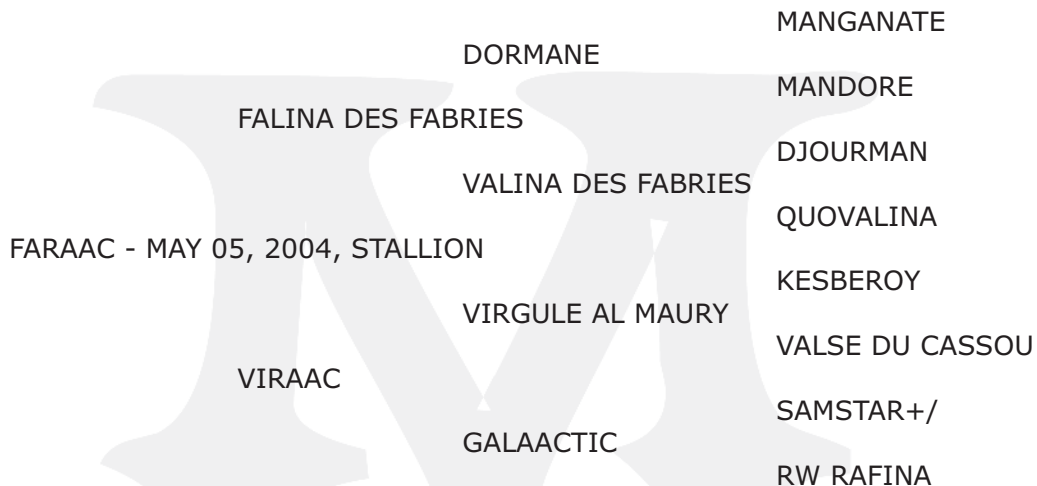 MANGANATE
DORMANE
MANDORE
FALINA DES FABRIES
DJOURMAN
VALINA DES FABRIES
QUOVALINA
FARAAC - MAY 05, 2004, STALLION
KESBEROY
VIRGULE AL MAURY
VALSE DU CASSOU
VIRAAC
SAMSTAR+/
GALAACTIC
RW RAFINA